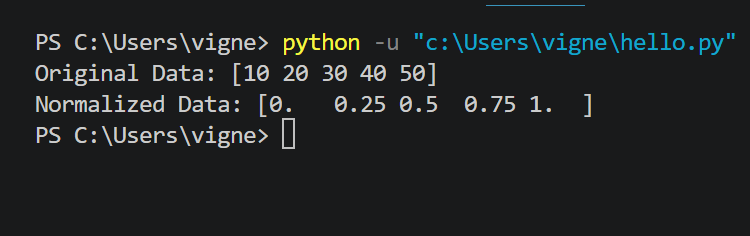 PS C:\Users\vigne> python -u "c:\Users\vigne\hello.py"
Original Data: [10 20 30 40 50]
Normalized Data: [0.   0.25 0.5  0.75 1.  ]
PS C:\Users\vigne>